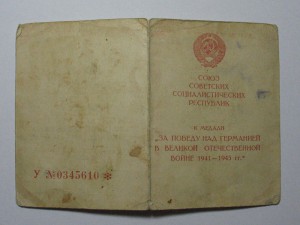 У №0345610 *
СОЮЗ
СОВЕТСКИХ
СОЦИАЛИСТИЧЕСКИХ
РЕСПУБЛИК
К МЕДАЛИ
„ЗА ПОБЕДУ НАД ГЕРМАНИЕЙ
В ВЕЛИКОЙ ОТЕЧЕСТВЕННОЙ
ВОЙНЕ 1941—1945 гг."